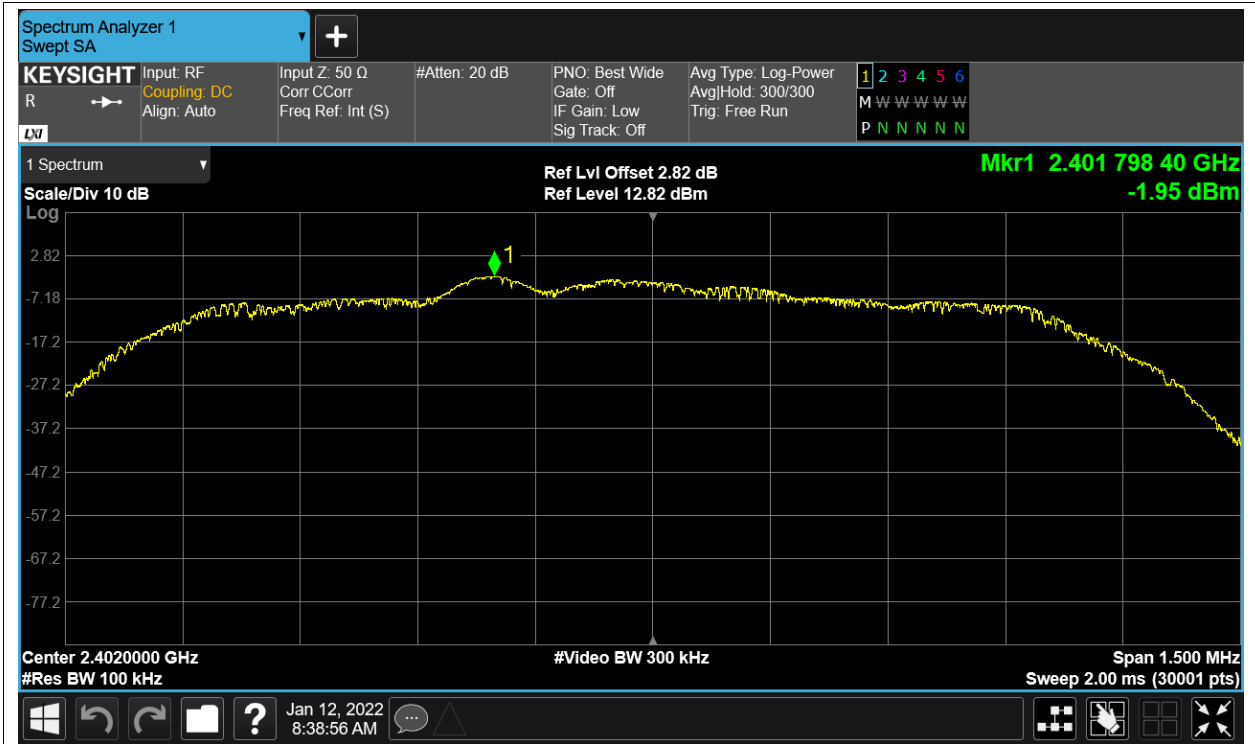 Spectrum Analyzer 1
Swept SA
+
KEYSIGHT
R
LXI
Input: RF
Coupling: DC
Align: Auto
Input Z: 50 Ω
Corr CCorr
Freq Ref: Int (S)
#Atten: 20 dB
PNO: Best Wide
Gate: Off
IF Gain: Low
Sig Track: Off
Avg Type: Log-Power
Avg|Hold: 300/300
Trig: Free Run
1 2 3 4 5 6
M W W W W W
P N N N N N
1 Spectrum
Scale/Div 10 dB
Log
Ref Lvl Offset 2.82 dB
Ref Level 12.82 dBm
Mkr1 2.401 798 40 GHz
-1.95 dBm
1
2.82
-7.18
-17.2
-27.2
-37.2
-47.2
-57.2
-67.2
-77.2
Center 2.4020000 GHz
#Res BW 100 kHz
#Video BW 300 kHz
Span 1.500 MHz
Sweep 2.00 ms (30001 pts)
?
Jan 12, 2022
8:38:56 AM